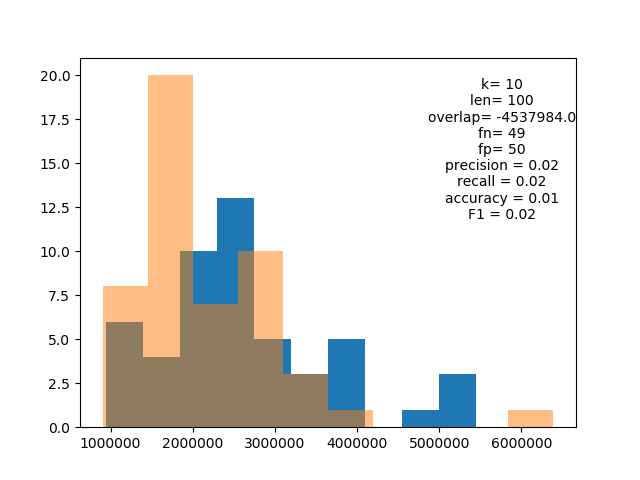 20.0
17.5
15.0
12.5
10.0
7.5
5.0
2.5
0.0
k= 10
len= 100
overlap= -4537984.0
fn= 49
fp= 50
precision = 0.02
recall = 0.02
accuracy = 0.01
F1 = 0.02
1000000 2000000 3000000 4000000 5000000 6000000